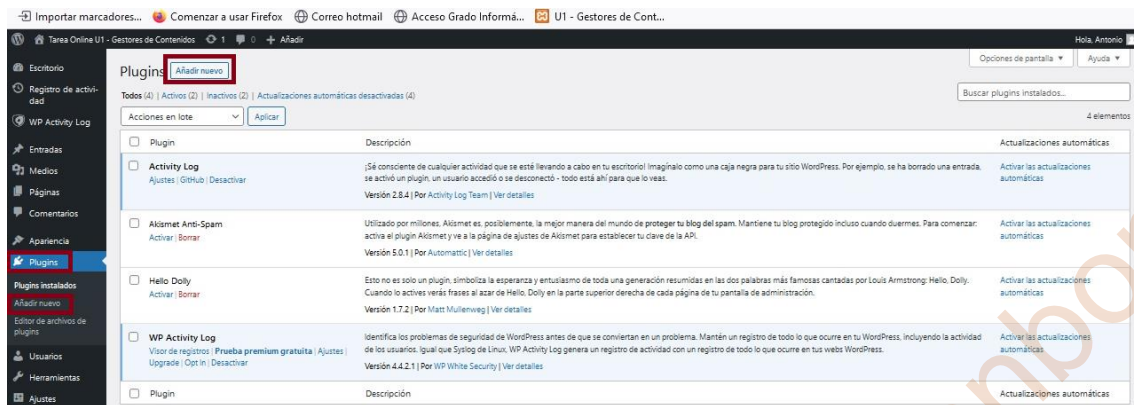 Importar marcadores... Comenzar a usar Firefox Correo hotmail Acceso Grado Informá... U1 - Gestores de Cont...
Tarea Online U1 - Gestores de Contenidos 1 0 + Añadir Hola, Antonio
Opciones de pantalla ▼ Ayuda ▼
Escritorio
Registro de activi-
dad
WP Activity Log
Entradas
Medios
Páginas
Comentarios
Apariencia
Plugins
Plugins instalados
Añadir nuevo
Editor de archivos de
plugins
Usuarios
Herramientas
Ajustes
Plugins Añadir nuevo
Todos (4) | Activos (2) | Inactivos (2) | Actualizaciones automáticas desactivadas (4)
Buscar plugins instalados...
Acciones en lote Aplicar
4 elementos
Plugin Descripción Actualizaciones automáticas
Activity Log
Ajustes | GitHub | Desactivar
¡Sé consciente de cualquier actividad que se esté llevando a cabo en tu escritorio! Imagínalo como una caja negra para tu sitio WordPress. Por ejemplo, se ha borrado una entrada,
se activó un plugin, un usuario accedió o se desconectó - todo está ahí para que lo veas.
Versión 2.8.4 | Por Activity Log Team | Ver detalles
Activar las actualizaciones
automáticas
Akismet Anti-Spam
Activar | Borrar
Utilizado por millones, Akismet es, posiblemente, la mejor manera del mundo de proteger tu blog del spam. Mantiene tu blog protegido incluso cuando duermes. Para comenzar:
activa el plugin Akismet y ve a la página de ajustes de Akismet para establecer tu clave de la API.
Versión 5.0.1 | Por Automattic | Ver detalles
Activar las actualizaciones
automáticas
Hello Dolly
Activar | Borrar
Esto no es solo un plugin, simboliza la esperanza y entusiasmo de toda una generación resumidas en las dos palabras más famosas cantadas por Louis Armstrong: Hello, Dolly.
Cuando lo actives verás frases al azar de Hello, Dolly en la parte superior derecha de cada página de tu pantalla de administración.
Versión 1.7.2 | Por Matt Mullenweg | Ver detalles
Activar las actualizaciones
automáticas
WP Activity Log
Visor de registros | Prueba premium gratuita | Ajustes |
Upgrade | Opt In | Desactivar
Identifica los problemas de seguridad de WordPress antes de que se conviertan en un problema. Mantén un registro de todo lo que ocurre en tu WordPress, incluyendo la actividad
de los usuarios. Igual que Syslog de Linux, WP Activity Log genera un registro de actividad con un registro de todo lo que ocurre en tus webs WordPress.
Versión 4.4.2.1 | Por WP White Security | Ver detalles
Activar las actualizaciones
automáticas
Plugin Descripción Actualizaciones automáticas